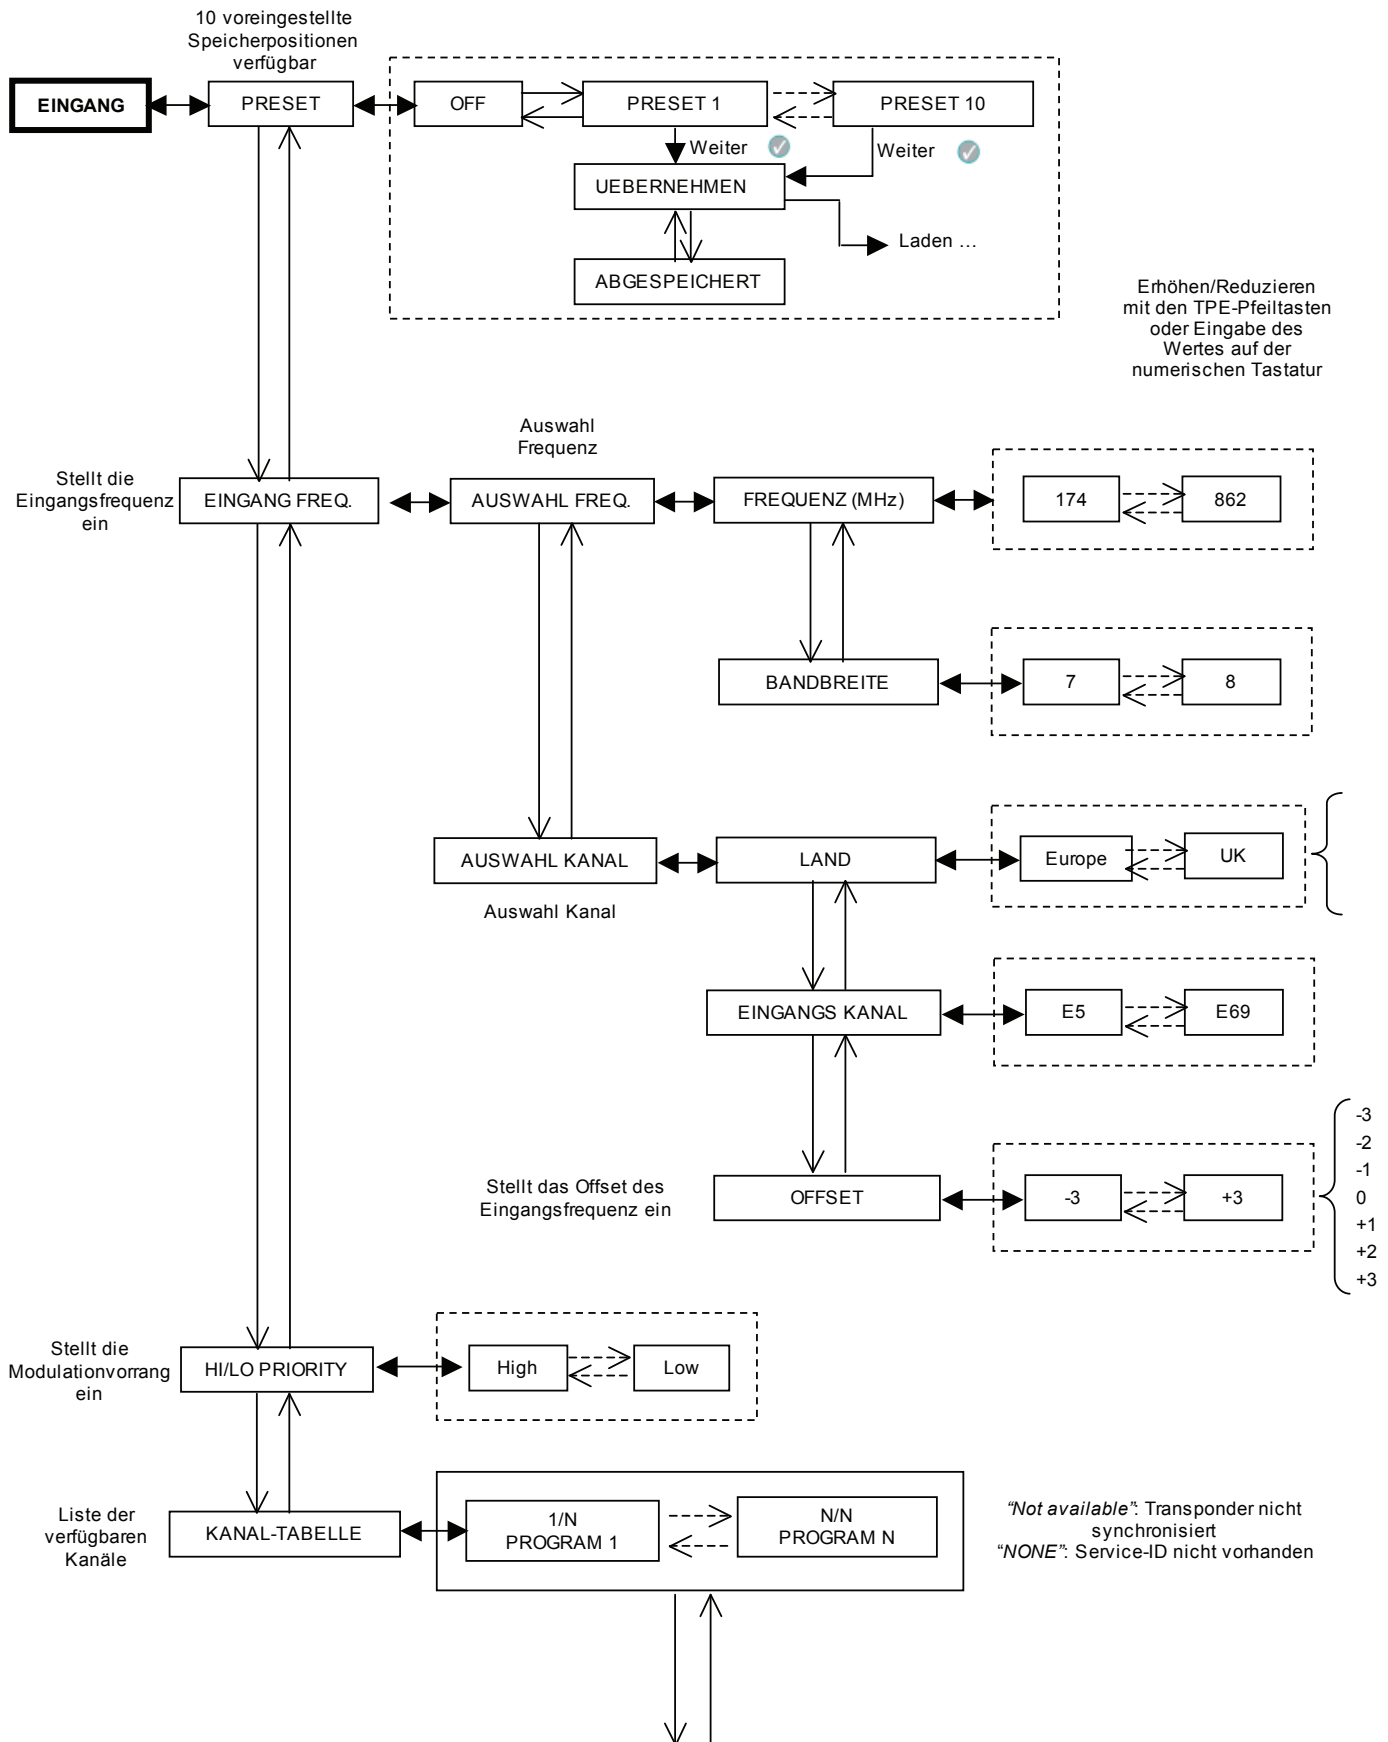 10 voreingestellte
Speicherpositionen
verfügbar
EINGANG
PRESET
OFF
PRESET 1
PRESET 10
Weiter
Weiter
UEBERNEHMEN
Laden …
ABGESPEICHERT
Erhöhen/Reduzieren
mit den TPE-Pfeiltasten
oder Eingabe des
Wertes auf der
numerischen Tastatur
Auswahl
Frequenz
Stellt die
Eingangsfrequenz
ein
EINGANG FREQ.
AUSWAHL FREQ.
FREQUENZ (MHz)
174
862
BANDBREITE
7
8
AUSWAHL KANAL
LAND
Europe
UK
Auswahl Kanal
EINGANGS KANAL
E5
E69
Stellt das Offset des
Eingangsfrequenz ein
OFFSET
-3
+3
-3
-2
-1
0
+1
+2
+3
Stellt die
Modulationvorrang
ein
HI/LO PRIORITY
High
Low
Liste der
verfügbaren
Kanäle
KANAL-TABELLE
1/N
PROGRAM 1
N/N
PROGRAM N
“Not available”: Transponder nicht
synchronisiert
“NONE”: Service-ID nicht vorhanden